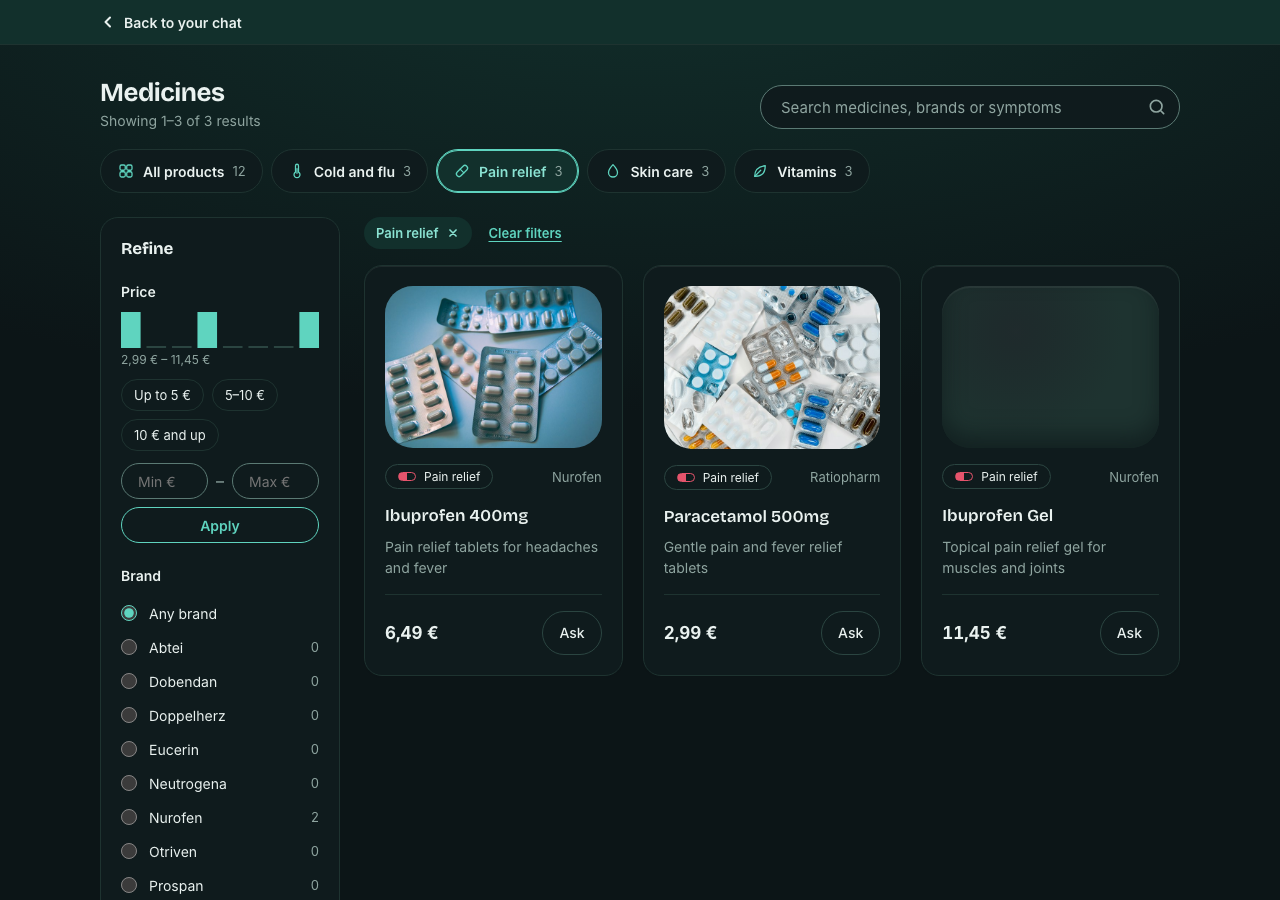 Back to your chat
Medicines
Showing 1–3 of 3 results
Search medicines, brands or symptoms
All products 12
Cold and flu 3
Pain relief 3
Skin care 3
Vitamins 3
Refine
Price
2,99 € – 11,45 €
Up to 5 €
5–10 €
10 € and up
Min € – Max €
Apply
Brand
Any brand
Abtei 0
Dobendan 0
Doppelherz 0
Eucerin 0
Neutrogena 0
Nurofen 2
Otriven 0
Prospan 0
Pain relief ×
Clear filters
Pain relief Nurofen
Ibuprofen 400mg
Pain relief tablets for headaches
and fever
6,49 € Ask
Pain relief Ratiopharm
Paracetamol 500mg
Gentle pain and fever relief
tablets
2,99 € Ask
Pain relief Nurofen
Ibuprofen Gel
Topical pain relief gel for
muscles and joints
11,45 € Ask